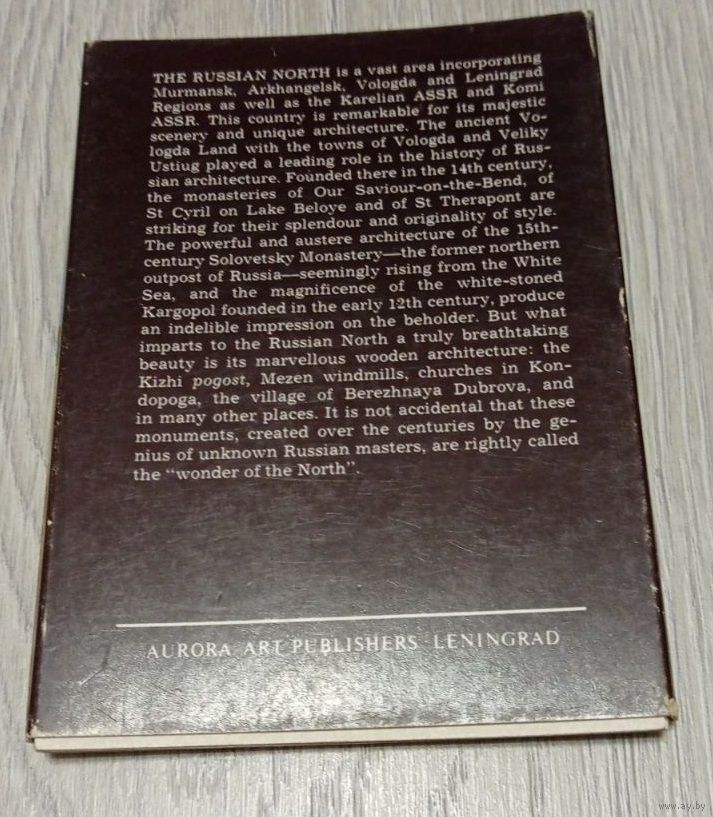 THE RUSSIAN NORTH is a vast area incorporating
Murmansk, Arkhangelsk, Vologda and Leningrad
Regions as well as the Karelian ASSR and Komi
ASSR. This country is remarkable for its majestic
scenery and unique architecture. The ancient Vo-
logda Land with the towns of Vologda and Veliky
Ustiug played a leading role in the history of Rus-
sian architecture. Founded there in the 14th century,
the monasteries of Our Saviour-on-the-Bend, of
St Cyril on Lake Beloye and of St Therapont are
striking for their splendour and originality of style.
The powerful and austere architecture of the 15th-
century Solovetsky Monastery—the former northern
outpost of Russia—seemingly rising from the White
Sea, and the magnificence of the white-stoned
Kargopol founded in the early 12th century, produce
an indelible impression on the beholder. But what
imparts to the Russian North a truly breathtaking
beauty is its marvellous wooden architecture: the
Kizhi pogost, Mezen windmills, churches in Kon-
dopoga, the village of Berezhnaya Dubrova, and
in many other places. It is not accidental that these
monuments, created over the centuries by the ge-
nius of unknown Russian masters, are rightly called
the “wonder of the North”.
AURORA ART PUBLISHERS LENINGRAD
www.ay.by